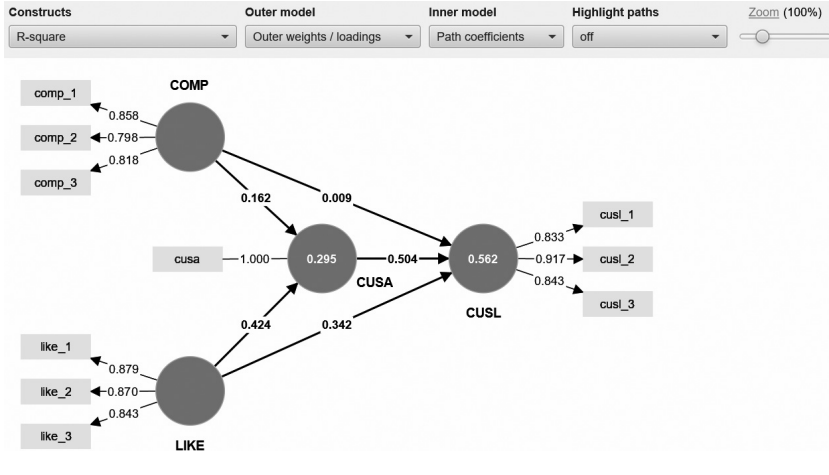 Constructs Outer model Inner model Highlight paths Zoom (100%)
R-square Outer weights / loadings Path coefficients off
COMP
comp_1
0.858
comp_2 0.798
0.818
comp_3
0.162 0.009
cusl_1
0.833
cusa 1.000 0.295 0.504 0.562 0.917 cusl_2
CUSA
0.843
cusl_3
CUSL
0.424 0.342
like_1
0.879
like_2 0.870
0.843
like_3
LIKE